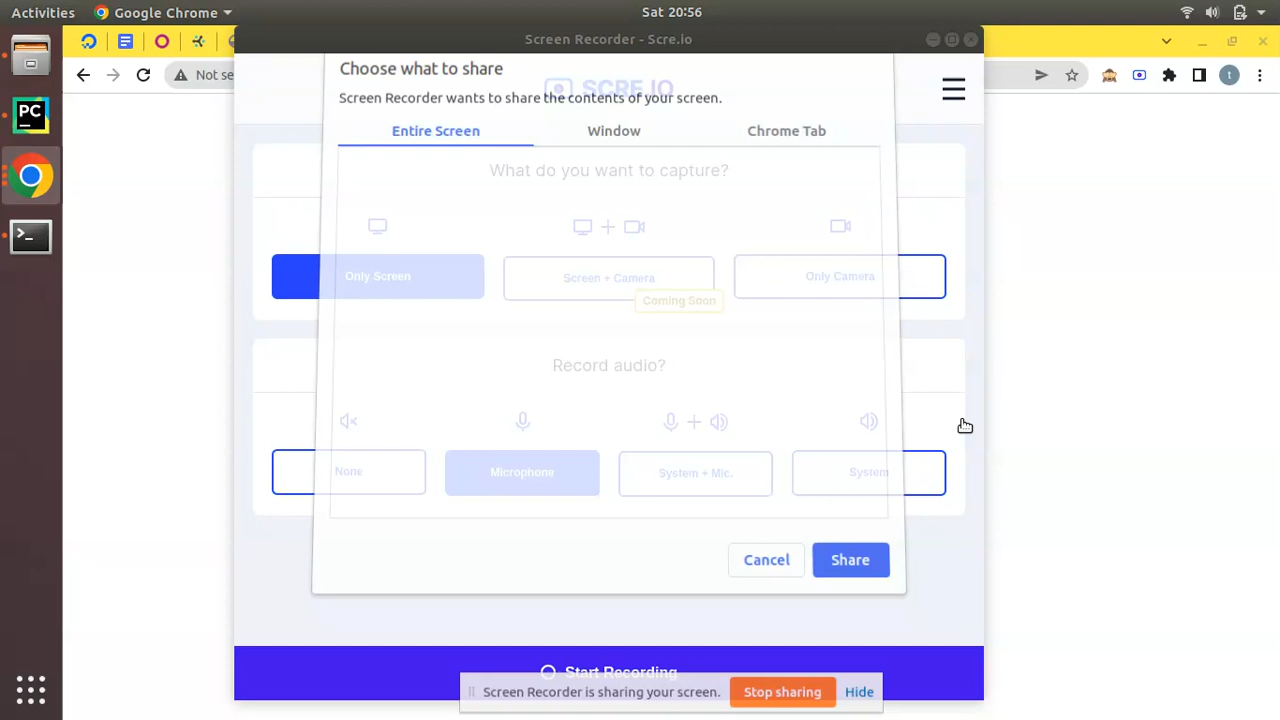 Activities
Google Chrome
Sat 20:56
Screen Recorder - Scre.io
Not se
Choose what to share
SCRE.IO
Screen Recorder wants to share the contents of your screen.
Entire Screen
Window
Chrome Tab
What do you want to capture?
Only Screen
Screen + Camera
Only Camera
Coming Soon
Record audio?
None
Microphone
System + Mic.
System
Cancel
Share
Start Recording
Screen Recorder is sharing your screen.
Stop sharing
Hide
PC
t